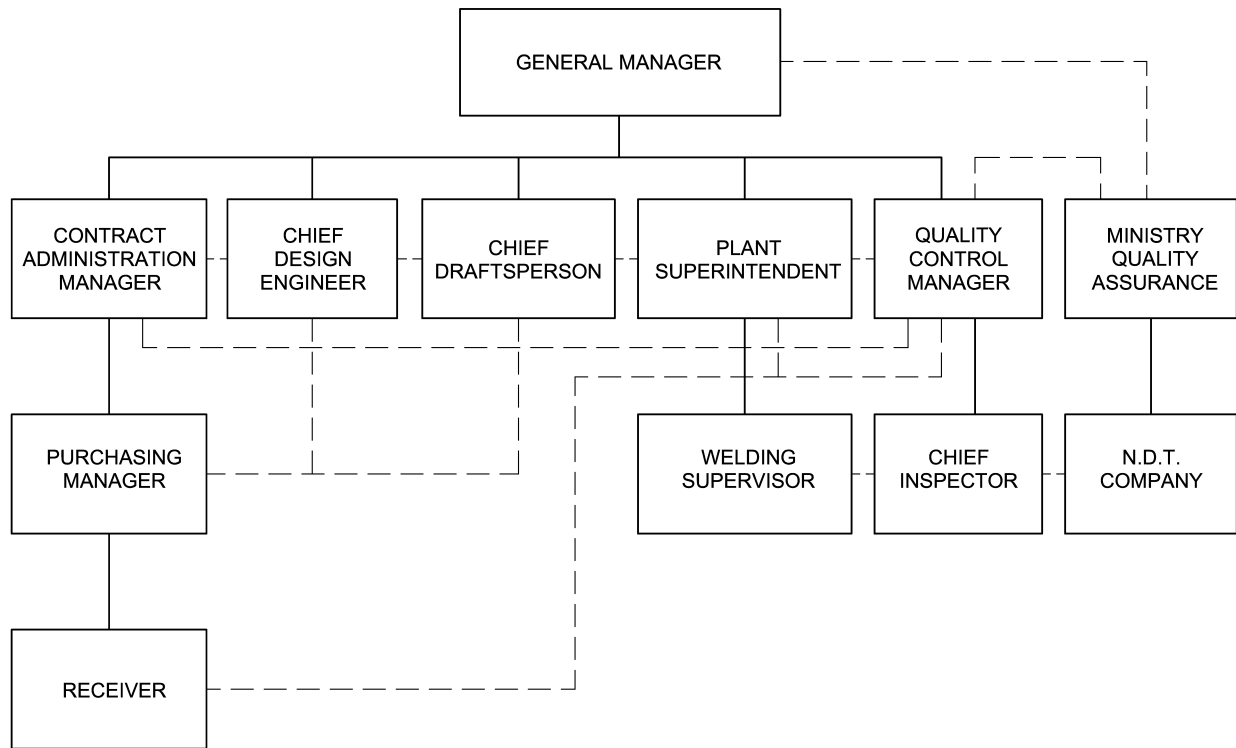 GENERAL MANAGER
CONTRACT
ADMINISTRATION
MANAGER
CHIEF
DESIGN
ENGINEER
CHIEF
DRAFTSPERSON
PLANT
SUPERINTENDENT
QUALITY
CONTROL
MANAGER
MINISTRY
QUALITY
ASSURANCE
PURCHASING
MANAGER
WELDING
SUPERVISOR
CHIEF
INSPECTOR
N.D.T.
COMPANY
RECEIVER